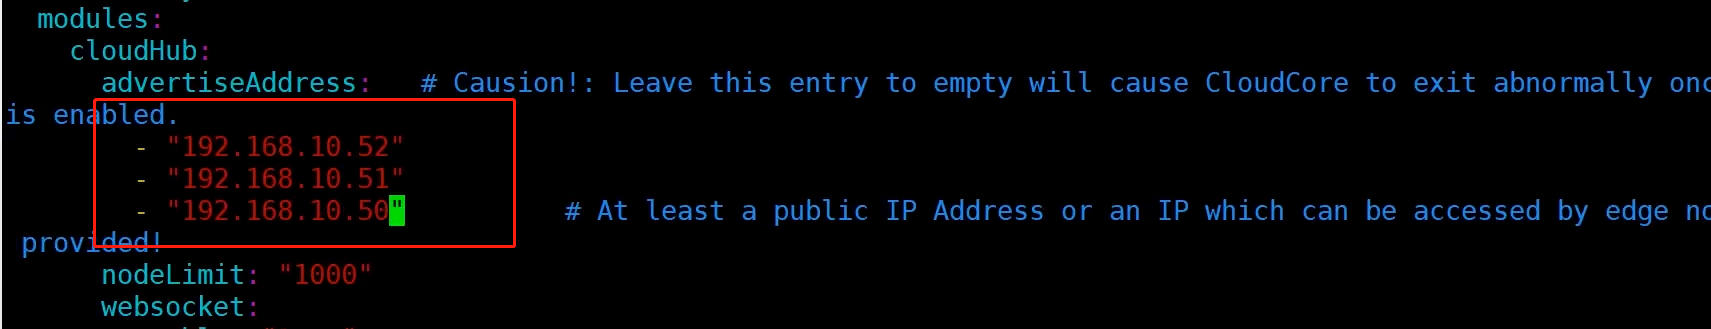 modules:
cloudHub:
advertiseAddress: # Causion!: Leave this entry to empty will cause CloudCore to exit abnormally onc
is enabled.
- "192.168.10.52"
- "192.168.10.51"
- "192.168.10.50" # At least a public IP Address or an IP which can be accessed by edge no
provided!
nodeLimit: "1000"
websocket: